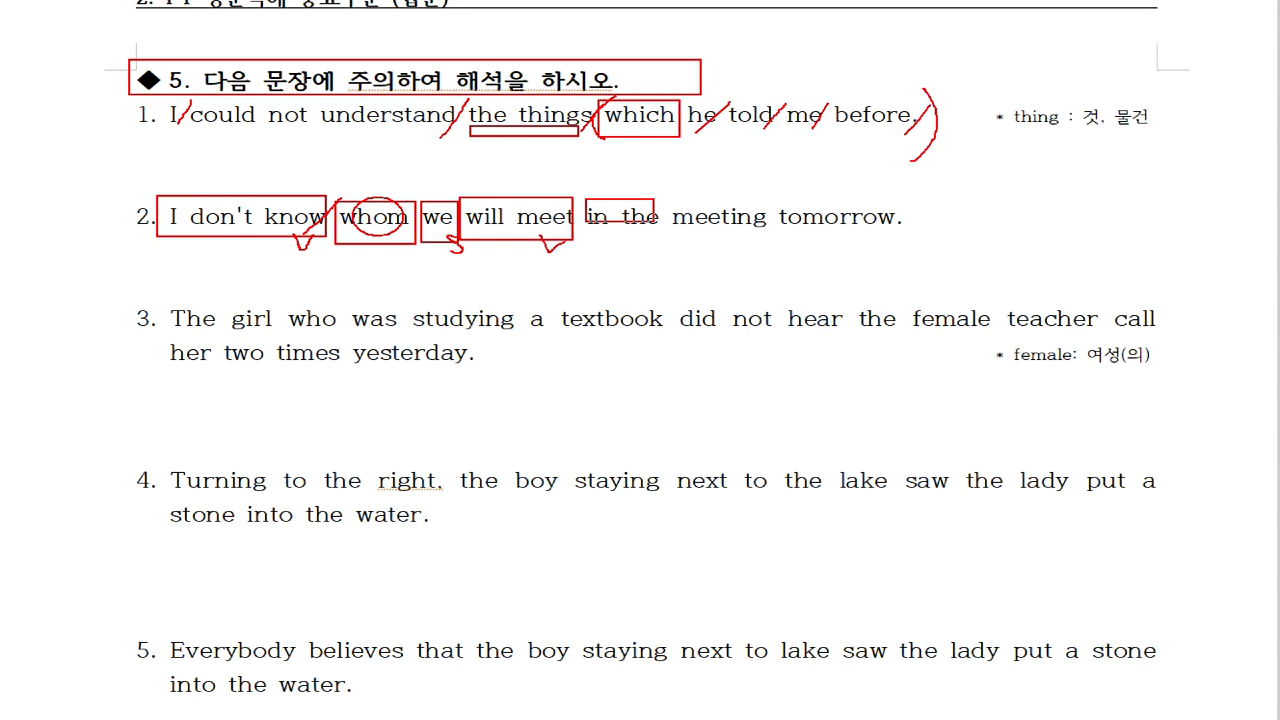 ◆ 5. 다음 문장에 주의하여 해석을 하시오.
1. I could not understand the things which he told me before. * thing : 것, 물건
2. I don't know whom we will meet in the meeting tomorrow.
3. The girl who was studying a textbook did not hear the female teacher call
her two times yesterday. * female: 여성(의)
4. Turning to the right, the boy staying next to the lake saw the lady put a
stone into the water.
5. Everybody believes that the boy staying next to lake saw the lady put a stone
into the water.